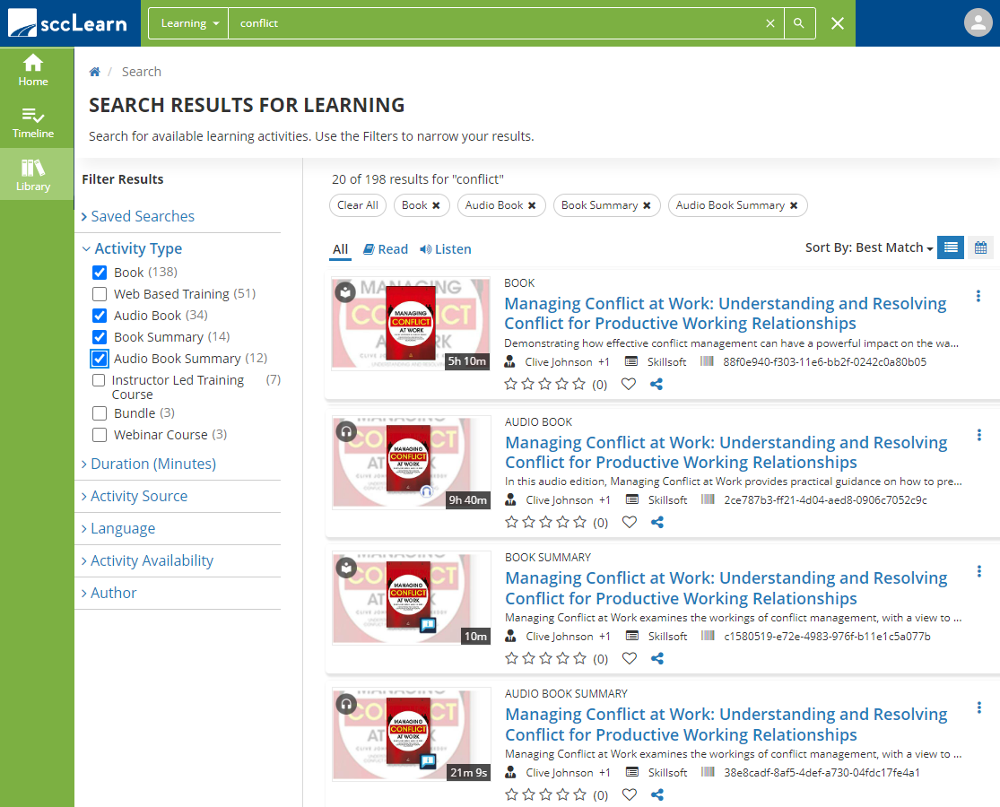 sccLearn
Learning
conflict
Home
Timeline
Library
/ Search
SEARCH RESULTS FOR LEARNING
Search for available learning activities. Use the Filters to narrow your results.
Filter Results
Saved Searches
Activity Type
Book (138)
Web Based Training (51)
Audio Book (34)
Book Summary (14)
Audio Book Summary (12)
Instructor Led Training (7)
Course
Bundle (3)
Webinar Course (3)
Duration (Minutes)
Activity Source
Language
Activity Availability
Author
20 of 198 results for "conflict"
Clear All Book ✖ Audio Book ✖ Book Summary ✖ Audio Book Summary ✖
All Read Listen
Sort By: Best Match
MANAGING
CONFLICT
AT WORK
5h 10m
BOOK
Managing Conflict at Work: Understanding and Resolving
Conflict for Productive Working Relationships
Demonstrating how effective conflict management can have a powerful impact on the wa...
Clive Johnson +1 Skillsoft 88f0e940-f303-11e6-bb2f-0242c0a80b05
(0)
MANAGING
CONFLICT
AT WORK
9h 40m
AUDIO BOOK
Managing Conflict at Work: Understanding and Resolving
Conflict for Productive Working Relationships
In this audio edition, Managing Conflict at Work provides practical guidance on how to pre...
Clive Johnson +1 Skillsoft 2ce787b3-ff21-4d04-aed8-0906c7052c9c
(0)
MANAGING
CONFLICT
AT WORK
10m
BOOK SUMMARY
Managing Conflict at Work: Understanding and Resolving
Conflict for Productive Working Relationships
Managing Conflict at Work examines the workings of conflict management, with a view to ...
Clive Johnson +1 Skillsoft c1580519-e72e-4983-976f-b11e1c5a077b
(0)
MANAGING
CONFLICT
AT WORK
21m 9s
AUDIO BOOK SUMMARY
Managing Conflict at Work: Understanding and Resolving
Conflict for Productive Working Relationships
Managing Conflict at Work examines the workings of conflict management, with a view to ...
Clive Johnson +1 Skillsoft 38e8cadf-8af5-4def-a730-04fdc17fe4a1
(0)